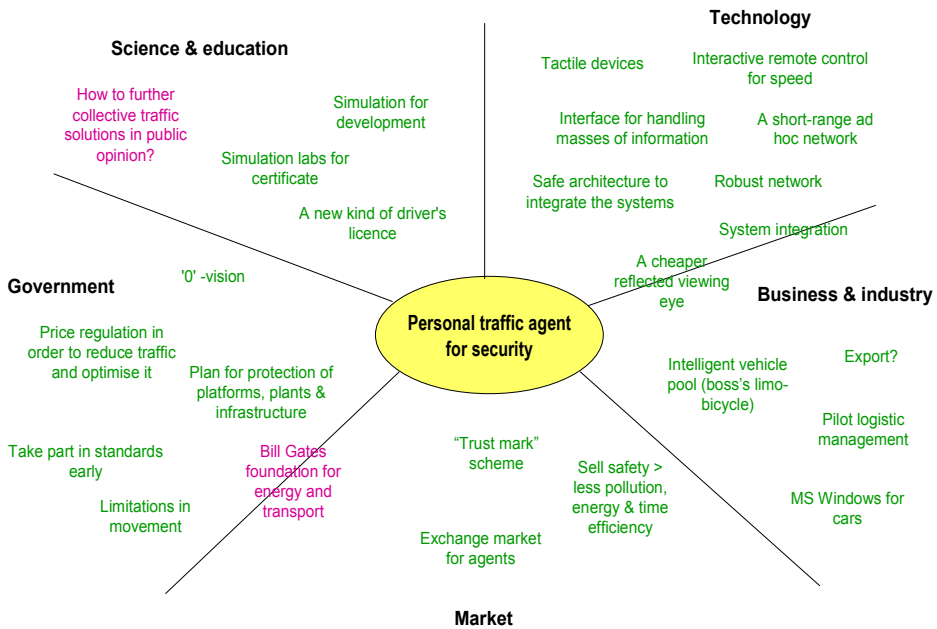 Technology
Science & education
Tactile devices
Interactive remote control
for speed
How to further
collective traffic
solutions in public
opinion?
Simulation for
development
Interface for handling
masses of information
A short-range ad
hoc network
Simulation labs for
certificate
Safe architecture to
integrate the systems
Robust network
A new kind of driver's
licence
System integration
'0' -vision
A cheaper
reflected viewing
eye
Government
Business & industry
Personal traffic agent
for security
Price regulation in
order to reduce traffic
and optimise it
Plan for protection of
platforms, plants &
infrastructure
Intelligent vehicle
pool (boss’s limo-
bicycle)
Export?
Pilot logistic
management
Take part in standards
early
Bill Gates
foundation for
energy and
transport
“Trust mark”
scheme
Sell safety >
less pollution,
energy & time
efficiency
Limitations in
movement
MS Windows for
cars
Exchange market
for agents
Market